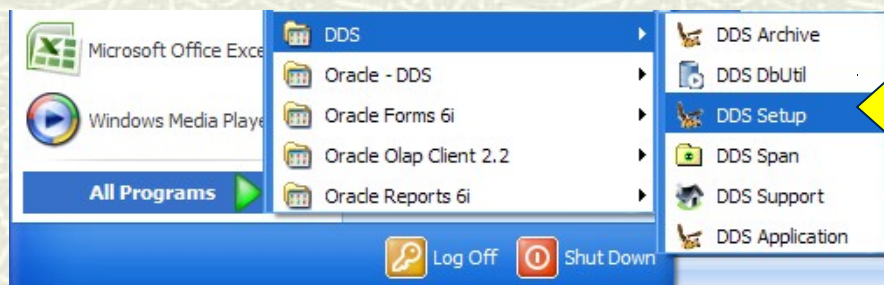 Microsoft Office Exce
Windows Media Playe
All Programs
Log Off
Shut Down
DDS
Oracle - DDS
Oracle Forms 6i
Oracle Olap Client 2.2
Oracle Reports 6i
DDS Archive
DDS DbUtil
DDS Setup
DDS Span
DDS Support
DDS Application